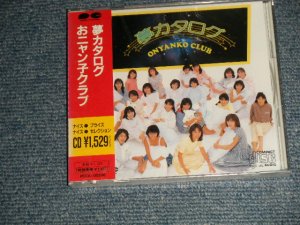 夢カタログ
おニャン子クラブ
ナイス●プライス
ナイス●セレクション
CD ¥1,529
夢カタログ
ONYANKO CLUB
COMPACT
disc